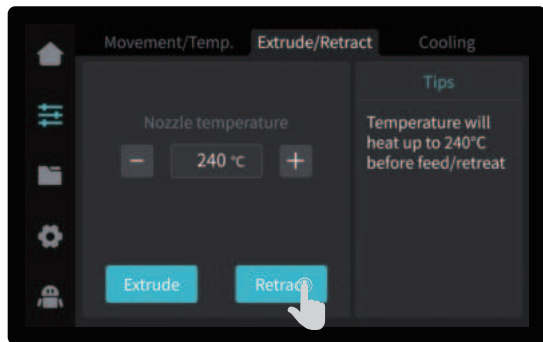 Movement/Temp. Extrude/Retract Cooling
Tips
Nozzle temperature
Temperature will
heat up to 240°C
before feed/retreat
− 240 °C +
Extrude Retract